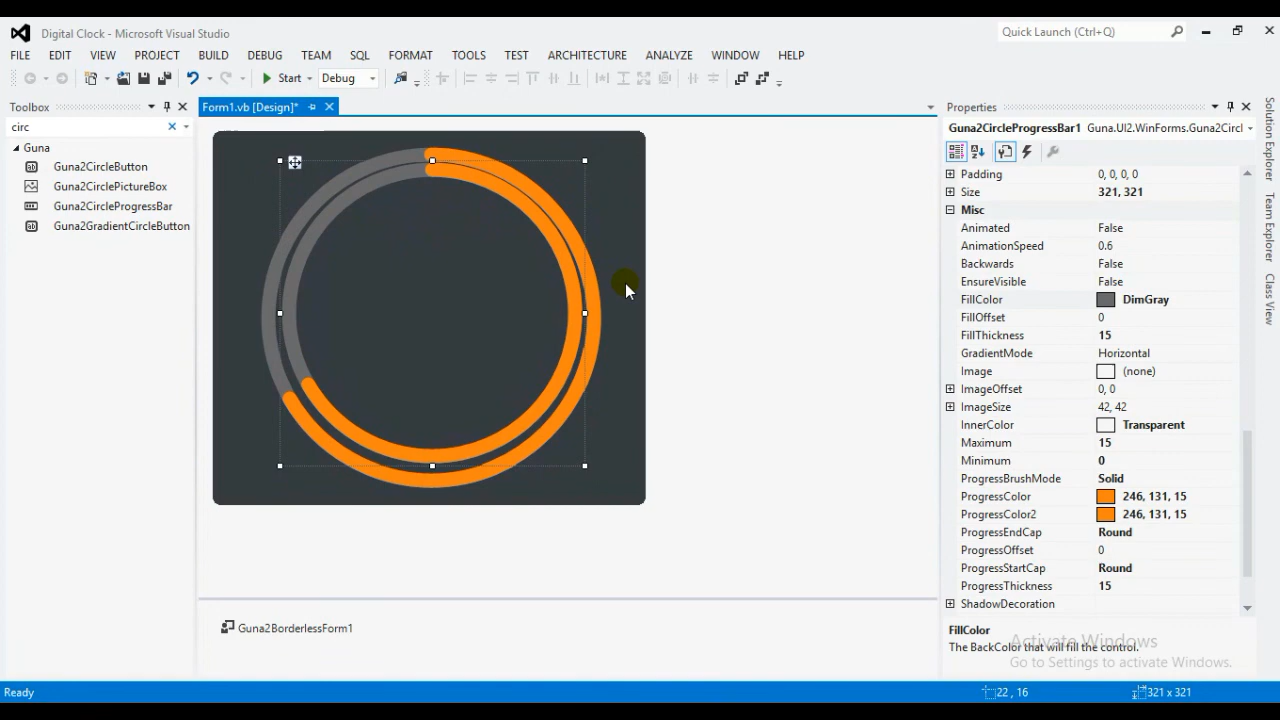 Digital Clock - Microsoft Visual Studio
Quick Launch (Ctrl+Q)
FILE EDIT VIEW PROJECT BUILD DEBUG TEAM SQL FORMAT TOOLS TEST ARCHITECTURE ANALYZE WINDOW HELP
Start Debug
Toolbox
circ
Guna
Guna2CircleButton
Guna2CirclePictureBox
Guna2CircleProgressBar
Guna2GradientCircleButton
Form1.vb [Design]*
Guna2BorderlessForm1
Properties
Guna2CircleProgressBar1 Guna.UI2.WinForms.Guna2Circl
Padding 0, 0, 0, 0
Size 321, 321
Misc
Animated False
AnimationSpeed 0.6
Backwards False
EnsureVisible False
FillColor DimGray
FillOffset 0
FillThickness 15
GradientMode Horizontal
Image (none)
ImageOffset 0, 0
ImageSize 42, 42
InnerColor Transparent
Maximum 15
Minimum 0
ProgressBrushMode Solid
ProgressColor 246, 131, 15
ProgressColor2 246, 131, 15
ProgressEndCap Round
ProgressOffset 0
ProgressStartCap Round
ProgressThickness 15
ShadowDecoration
FillColor
The BackColor that will fill the control.
Activate Windows
Go to Settings to activate Windows.
Solution Explorer
Team Explorer
Class View
Ready
22 , 16
321 x 321